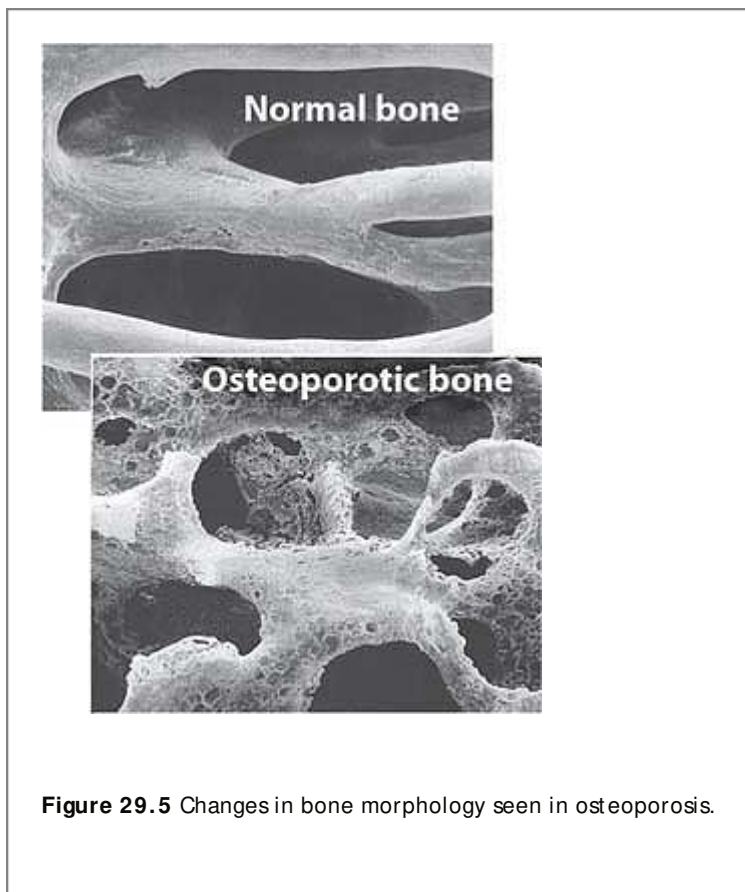 Normal bone
Osteoporotic bone
Figure 29.5 Changes in bone morphology seen in osteoporosis.